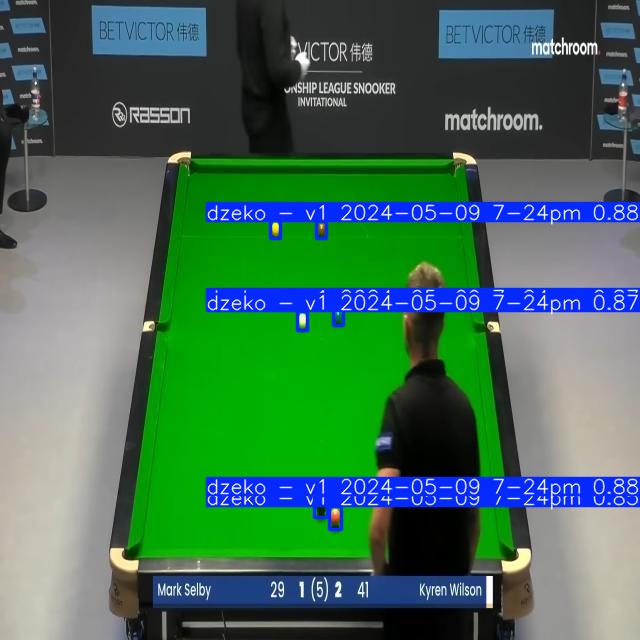 BETVICTOR 伟德
VICTOR 伟德
BETVICTOR 伟德
matchroom
RASSON
ONSHIP LEAGUE SNOOKER
INVITATIONAL
matchroom.
dzeko - v1 2024-05-09 7-24pm 0.88
dzeko - v1 2024-05-09 7-24pm 0.87
dzeko - v1 2024-05-09 7-24pm 0.88
Mark Selby 29 1 (5) 2 41 Kyren Wilson